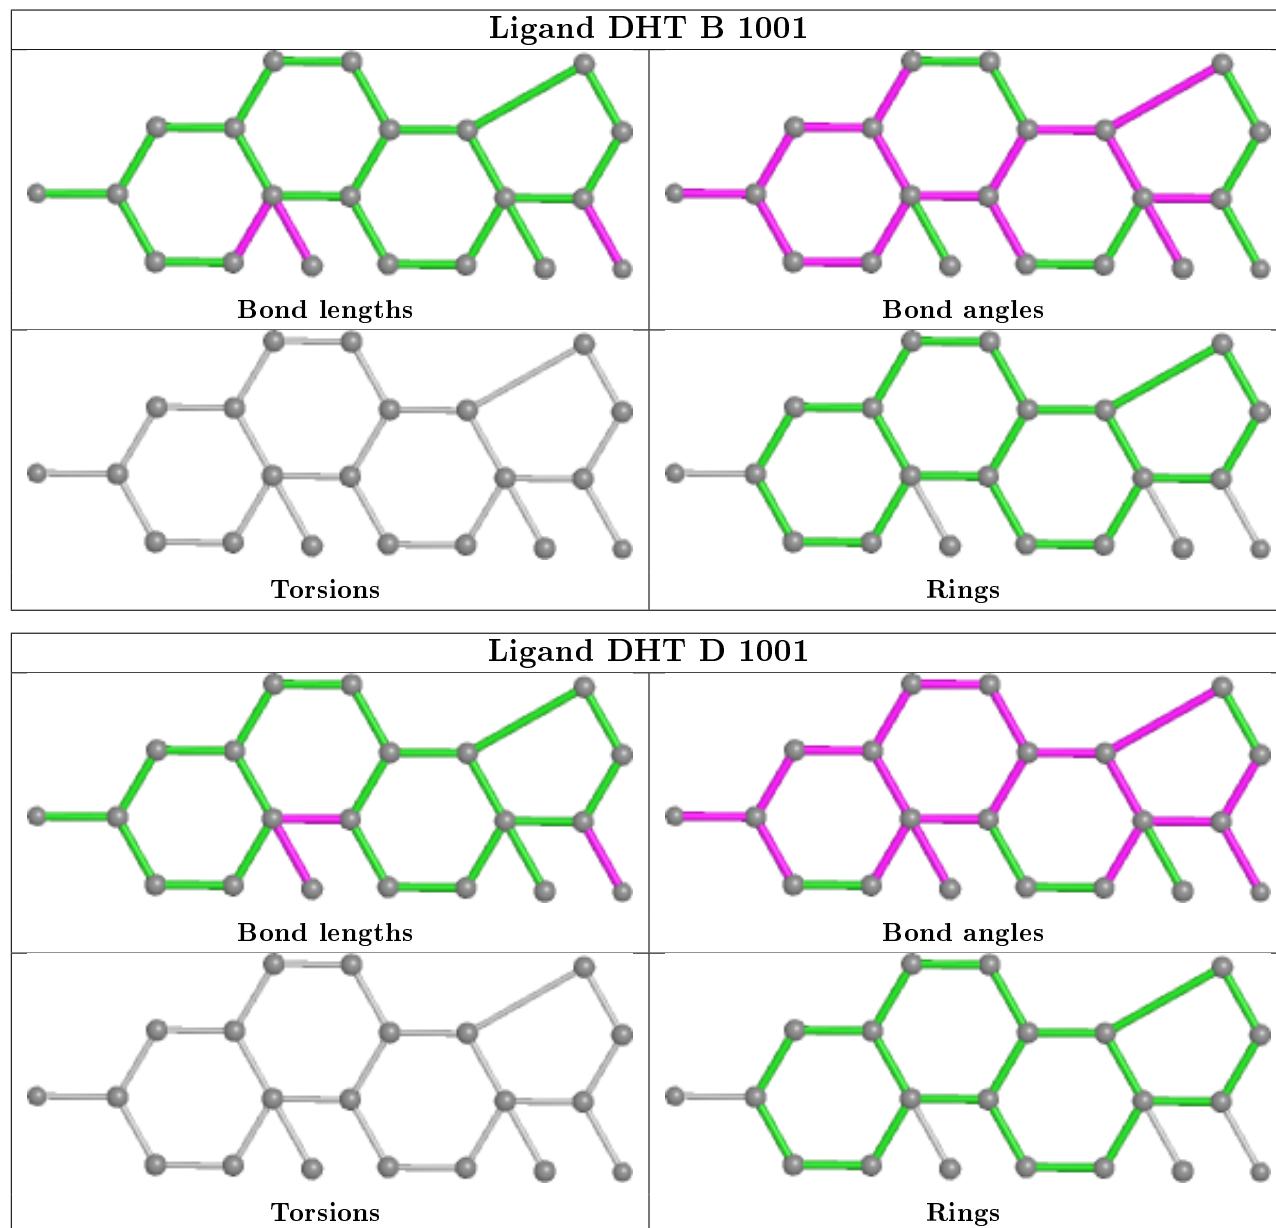 Ligand DHT B 1001
Bond lengths
Bond angles
Torsions
Rings
Ligand DHT D 1001
Bond lengths
Bond angles
Torsions
Rings